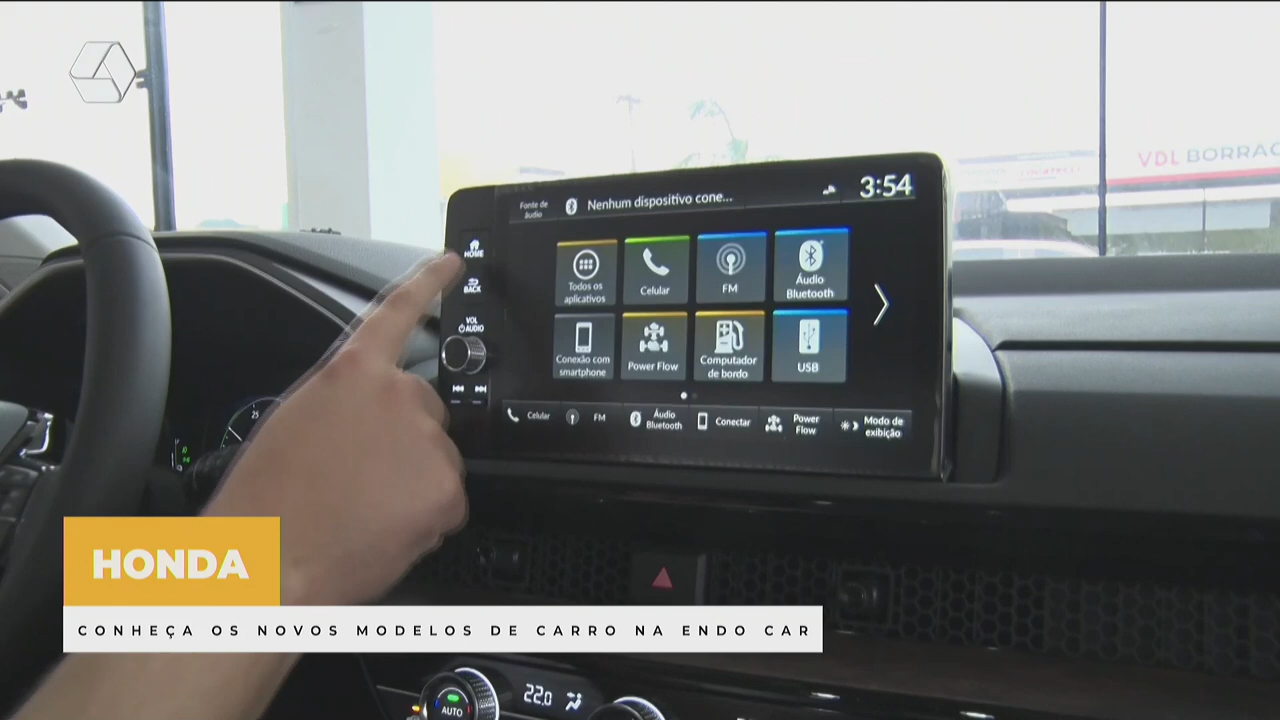 VDL BORRAC
Fonte de
áudio
Nenhum dispositivo cone...
3:54
HOME
BACK
VOL
AUDIO
Todos os
aplicativos
Celular
FM
Áudio
Bluetooth
Conexão com
smartphone
Power Flow
Computador
de bordo
USB
Celular
FM
Áudio
Bluetooth
Conectar
Power
Flow
Modo de
exibição
25
HONDA
CONHEÇA OS NOVOS MODELOS DE CARRO NA ENDO CAR
AUTO
22.0